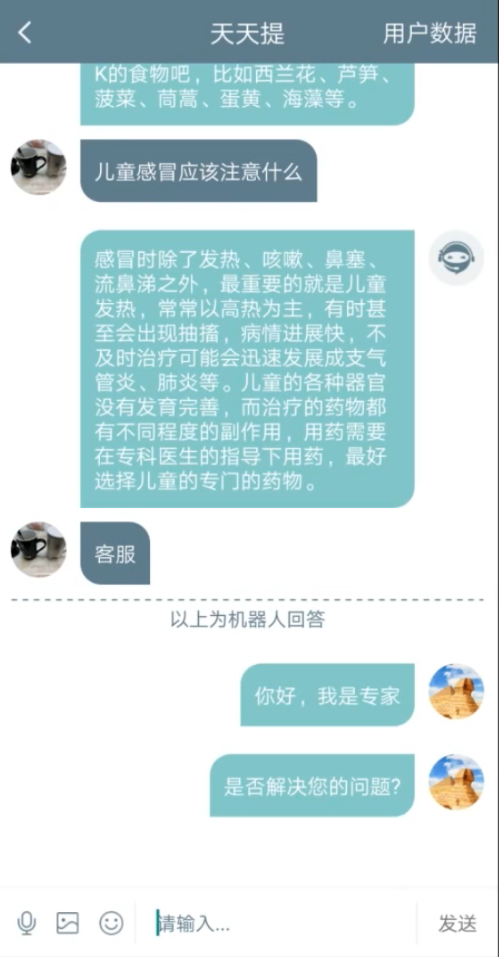 天天提
用户数据
K的食物吧，比如西兰花、芦笋、
菠菜、茼蒿、蛋黄、海藻等。
儿童感冒应该注意什么
感冒时除了发热、咳嗽、鼻塞、
流鼻涕之外，最重要的就是儿童
发热，常常以高热为主，有时甚
至会出现抽搐，病情进展快，不
及时治疗可能会迅速发展成支气
管炎、肺炎等。儿童的各种器官
没有发育完善，而治疗的药物都
有不同程度的副作用，用药需要
在专科医生的指导下用药，最好
选择儿童的专门的药物。
客服
以上为机器人回答
你好，我是专家
是否解决您的问题?
请输入...
发送